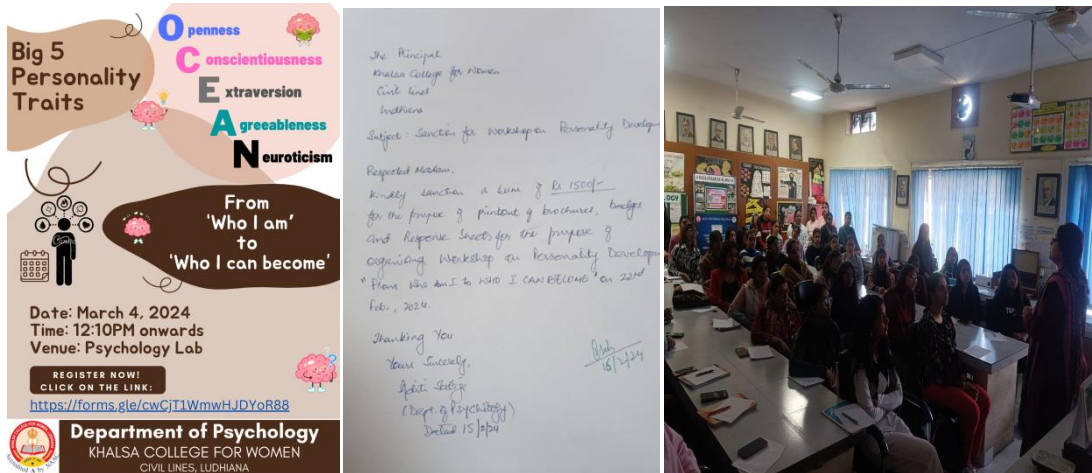 Big 5
Personality
Traits
Openness
Conscientiousness
Extraversion
Agreeableness
Neuroticism
From
'Who I am'
to
'Who I can become'
Date: March 4, 2024
Time: 12:10PM onwards
Venue: Psychology Lab
REGISTER NOW!
CLICK ON THE LINK:
https://forms.gle/cwCjT1WmwHJDYoR88
Department of Psychology
KHALSA COLLEGE FOR WOMEN
CIVIL LINES, LUDHIANA
The Principal
Khalsa College for Women
Civil Lines
Ludhiana
Subject: Sanction for Workshop on Personality Developm
Respected Madam,
Kindly sanction a sum of Rs 1500/-
for the purpose of printout of brochures, badges
and Response Sheets for the purpose of
organising Workshop on Personality Developm
"From who am I to WHO I CAN BECOME" on 22nd
Feb., 2024.
Thanking You
Yours Sincerely,
(Dept. of Psychology)
Dated 15/2/24
15/2/24